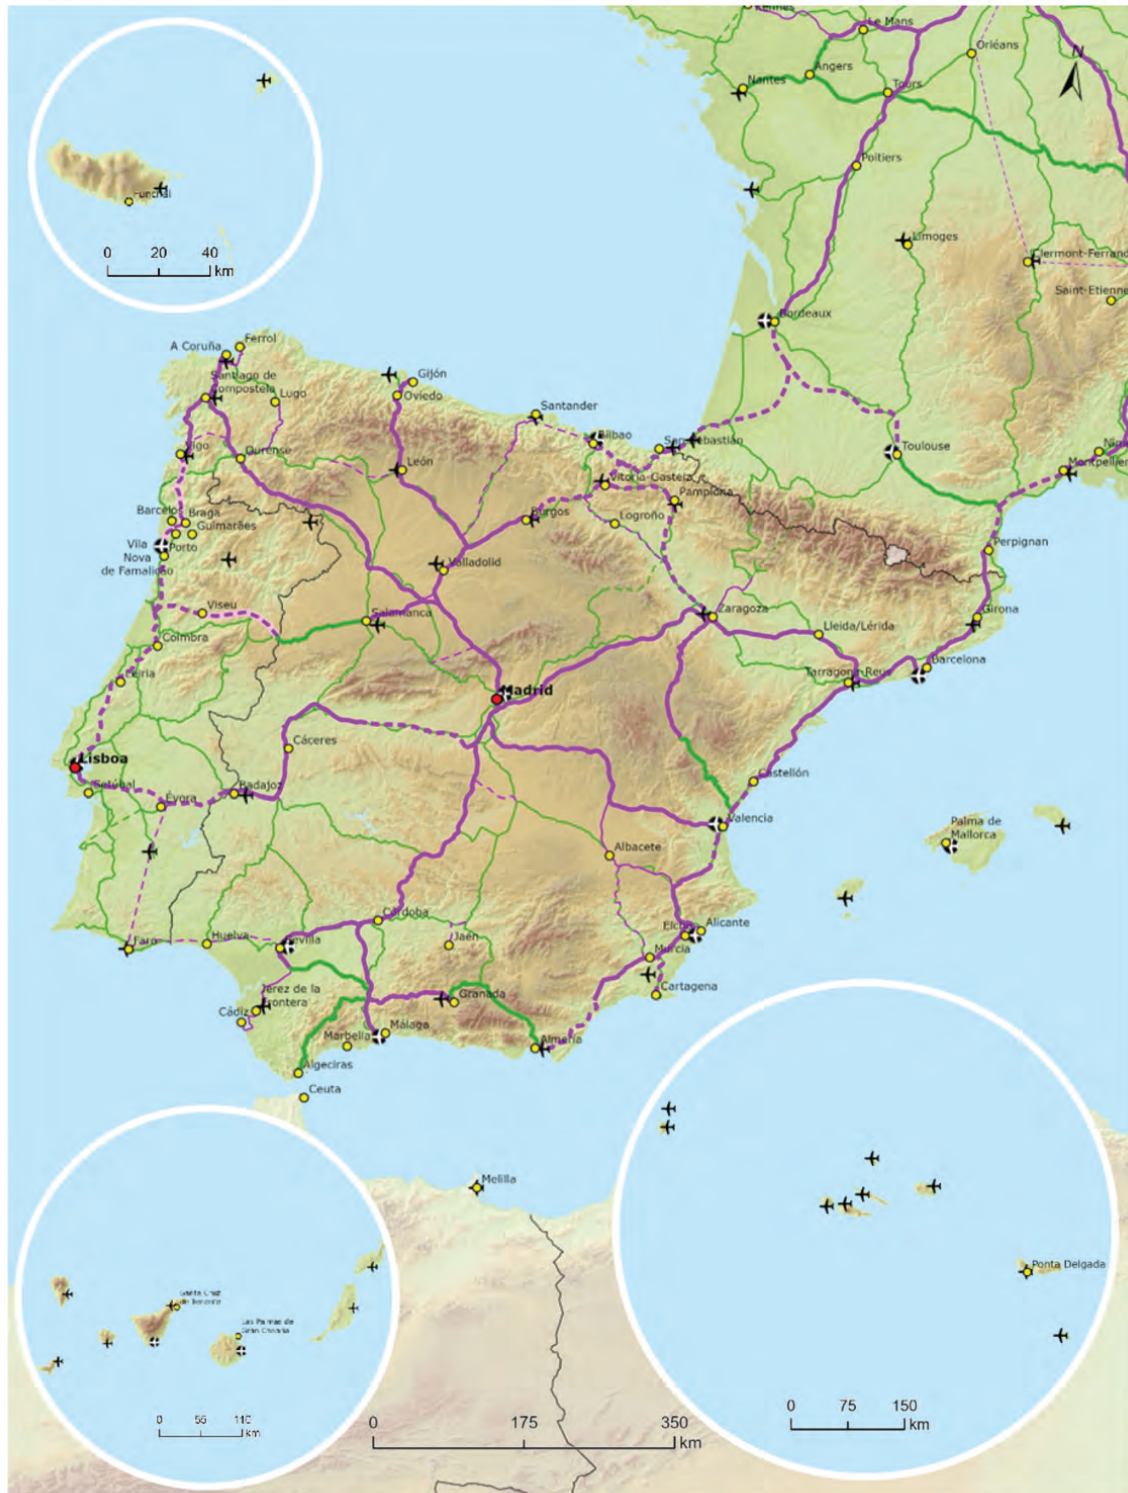 Rennes
Le Mans
Orléans
N
Angers
Nantes
Tours
Poitiers
Funchal
0 20 40
km
Limoges
Clermont-Ferrand
Saint-Etienne
Bordeaux
Ferrol
A Coruña
Santiago de
Compostela
Lugo
Gijón
Oviedo
Santander
Bilbao
San Sebastián
Toulouse
Nîm
Montpellier
Vigo
Ourense
León
Vitoria-Gasteiz
Pamplona
Barcelos
Braga
Guimarães
Burgos
Logroño
Vila
Nova
de Famalicão
Porto
Perpignan
Valladolid
Viseu
Salamanca
Zaragoza
Lleida/Lérida
Girona
Coimbra
Barcelona
Leiria
Tarragona-Reus
Madrid
Cáceres
Lisboa
Setúbal
Évora
Badajoz
Castellón
Valencia
Palma de
Mallorca
Albacete
Córdoba
Elche
Alicante
Faro
Huelva
Sevilla
Jaén
Murcia
Cartagena
Jerez de la
Frontera
Granada
Cádiz
Marbella
Málaga
Almería
Algeciras
Ceuta
Melilla
Ponta Delgada
Santa Cruz
de Tenerife
Las Palmas de
Gran Canaria
0 55 110
km
0 175 350
km
0 75 150
km